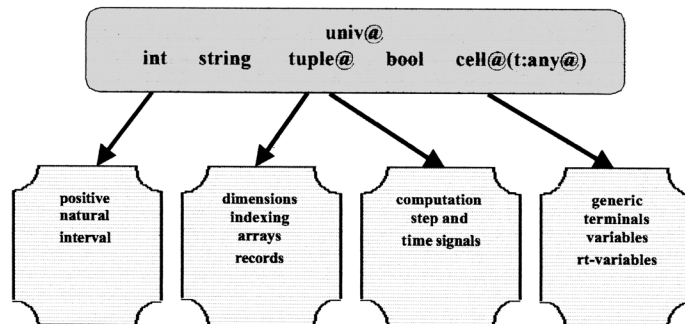 univ@
int string tuple@ bool cell@(t:any@)
positive
natural
interval
dimensions
indexing
arrays
records
computation
step and
time signals
generic
terminals
variables
rt-variables